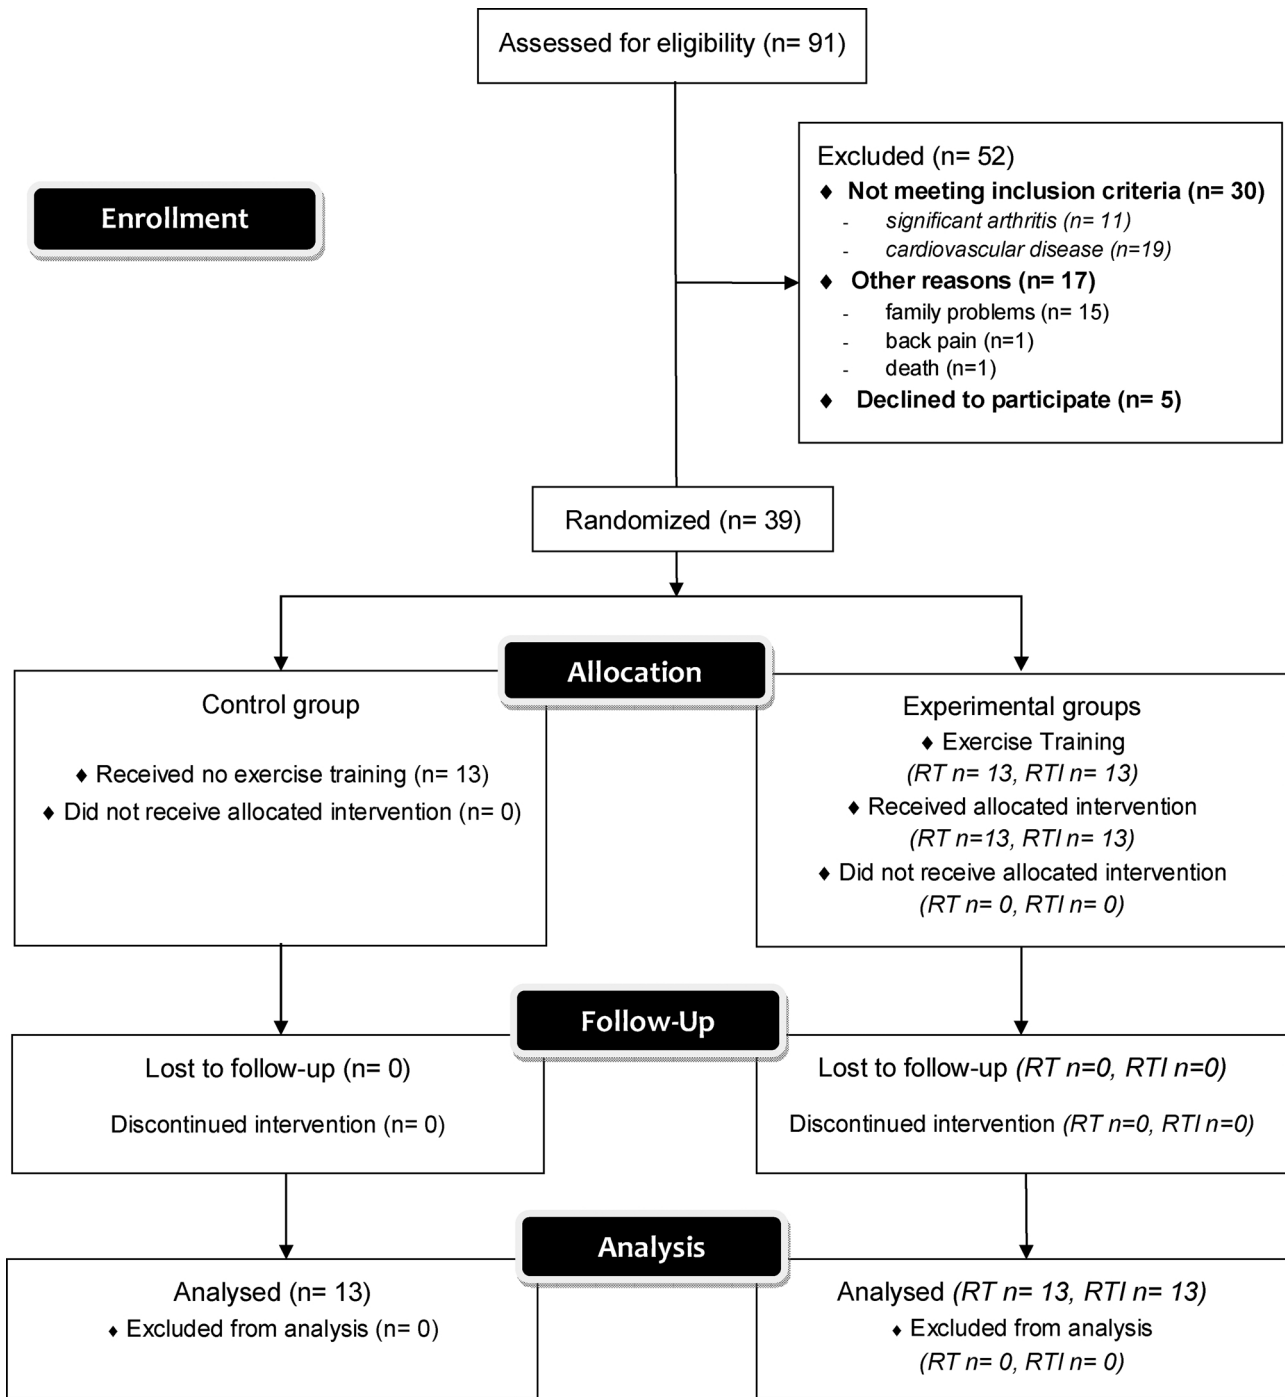 Assessed for eligibility (n= 91)
Enrollment
Excluded (n= 52)
♦ Not meeting inclusion criteria (n= 30)
- significant arthritis (n= 11)
- cardiovascular disease (n=19)
♦ Other reasons (n= 17)
- family problems (n= 15)
- back pain (n=1)
- death (n=1)
♦ Declined to participate (n= 5)
Randomized (n= 39)
Allocation
Control group
♦ Received no exercise training (n= 13)
♦ Did not receive allocated intervention (n= 0)
Experimental groups
♦ Exercise Training
(RT n= 13, RTI n= 13)
♦ Received allocated intervention
(RT n=13, RTI n= 13)
♦ Did not receive allocated intervention
(RT n= 0, RTI n= 0)
Follow-Up
Lost to follow-up (n= 0)
Discontinued intervention (n= 0)
Lost to follow-up (RT n=0, RTI n=0)
Discontinued intervention (RT n=0, RTI n=0)
Analysis
Analysed (n= 13)
♦ Excluded from analysis (n= 0)
Analysed (RT n= 13, RTI n= 13)
♦ Excluded from analysis
(RT n= 0, RTI n= 0)